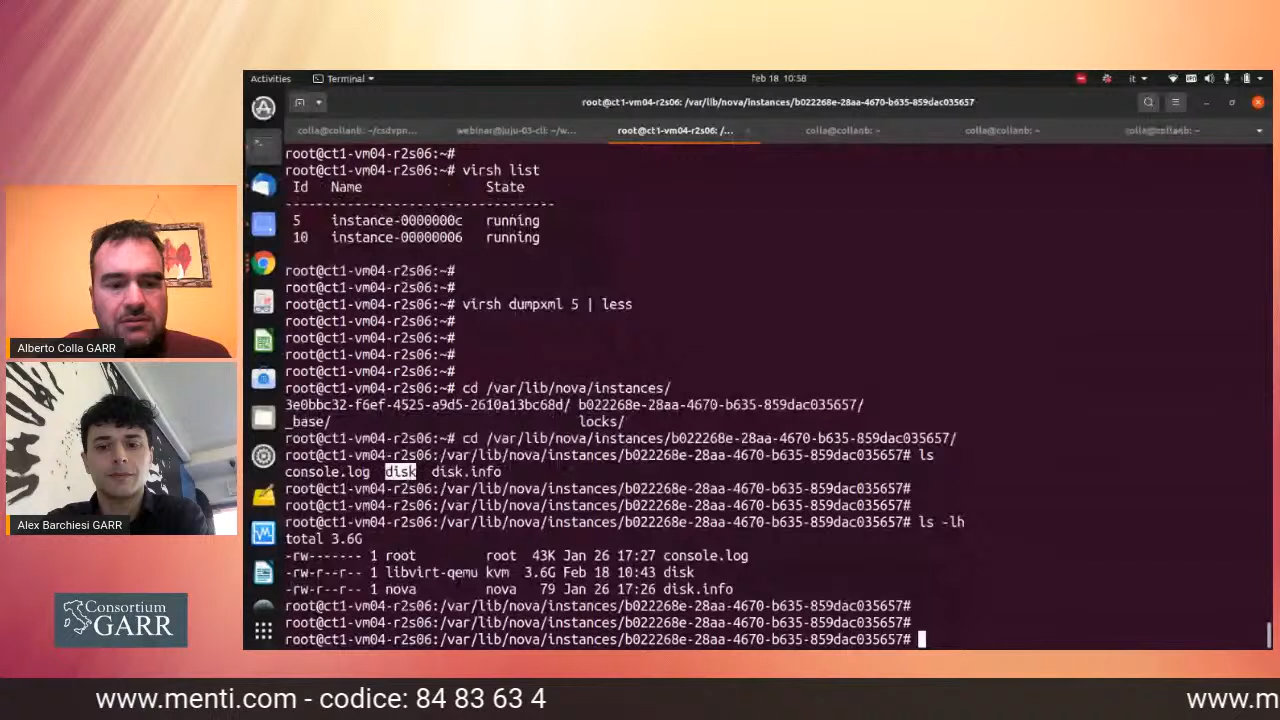 Activities Terminal feb 18 10:58 it
root@ct1-vm04-r2s06: /var/lib/nova/instances/b022268e-28aa-4670-b635-859dac035657
colla@collanb: ~/csdvpn... webinar@juju-03-cli: ~/w... root@ct1-vm04-r2s06: /... colla@collanb: ~ colla@collanb: ~ colla@collanb: ~
root@ct1-vm04-r2s06:~#
root@ct1-vm04-r2s06:~# virsh list
Id Name State
----------------------------------
5 instance-0000000c running
10 instance-00000006 running
root@ct1-vm04-r2s06:~#
root@ct1-vm04-r2s06:~#
root@ct1-vm04-r2s06:~# virsh dumpxml 5 | less
root@ct1-vm04-r2s06:~#
root@ct1-vm04-r2s06:~#
root@ct1-vm04-r2s06:~#
root@ct1-vm04-r2s06:~#
root@ct1-vm04-r2s06:~# cd /var/lib/nova/instances/
3e0bbc32-f6ef-4525-a9d5-2610a13bc68d/ b022268e-28aa-4670-b635-859dac035657/
_base/ locks/
root@ct1-vm04-r2s06:~# cd /var/lib/nova/instances/b022268e-28aa-4670-b635-859dac035657/
root@ct1-vm04-r2s06:/var/lib/nova/instances/b022268e-28aa-4670-b635-859dac035657# ls
console.log disk disk.info
root@ct1-vm04-r2s06:/var/lib/nova/instances/b022268e-28aa-4670-b635-859dac035657#
root@ct1-vm04-r2s06:/var/lib/nova/instances/b022268e-28aa-4670-b635-859dac035657#
root@ct1-vm04-r2s06:/var/lib/nova/instances/b022268e-28aa-4670-b635-859dac035657# ls -lh
total 3.6G
-rw------- 1 root root 43K Jan 26 17:27 console.log
-rw-r--r-- 1 libvirt-qemu kvm 3.6G Feb 18 10:43 disk
-rw-r--r-- 1 nova nova 79 Jan 26 17:26 disk.info
root@ct1-vm04-r2s06:/var/lib/nova/instances/b022268e-28aa-4670-b635-859dac035657#
root@ct1-vm04-r2s06:/var/lib/nova/instances/b022268e-28aa-4670-b635-859dac035657#
root@ct1-vm04-r2s06:/var/lib/nova/instances/b022268e-28aa-4670-b635-859dac035657#
Alberto Colla GARR
Alex Barchiesi GARR
Consortium
GARR
www.menti.com - codice: 84 83 63 4 www.m